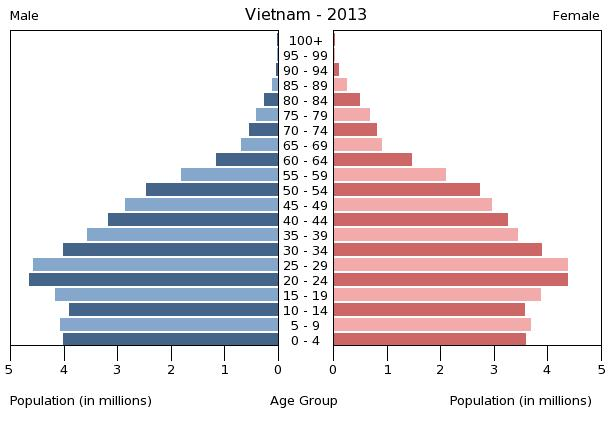 Vietnam - 2013
Male
Female
100+
95 - 99
90 - 94
85 - 89
80 - 84
75 - 79
70 - 74
65 - 69
60 - 64
55 - 59
50 - 54
45 - 49
40 - 44
35 - 39
30 - 34
25 - 29
20 - 24
15 - 19
10 - 14
5 - 9
0 - 4
5 4 3 2 1 0 0 1 2 3 4 5
Population (in millions) Age Group Population (in millions)